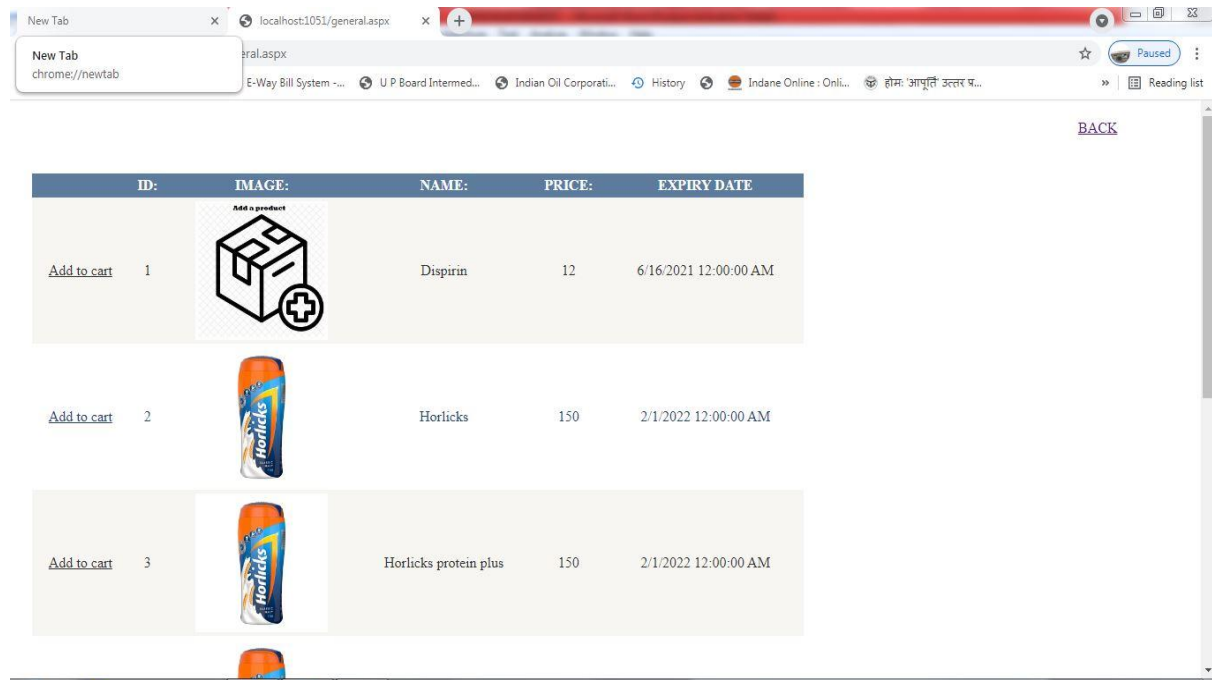 New Tab
localhost:1051/general.aspx
New Tab
chrome://newtab
eral.aspx
Paused
E-Way Bill System -...
U P Board Intermed...
Indian Oil Corporati...
History
Indane Online : Onli...
होमः 'आपूर्ति' उत्तर प्र...
»
Reading list
BACK
ID: IMAGE: NAME: PRICE: EXPIRY DATE
Add a product
Add to cart 1 Dispirin 12 6/16/2021 12:00:00 AM
Add to cart 2 Horlicks 150 2/1/2022 12:00:00 AM
Horlicks
Add to cart 3 Horlicks protein plus 150 2/1/2022 12:00:00 AM
Horlicks